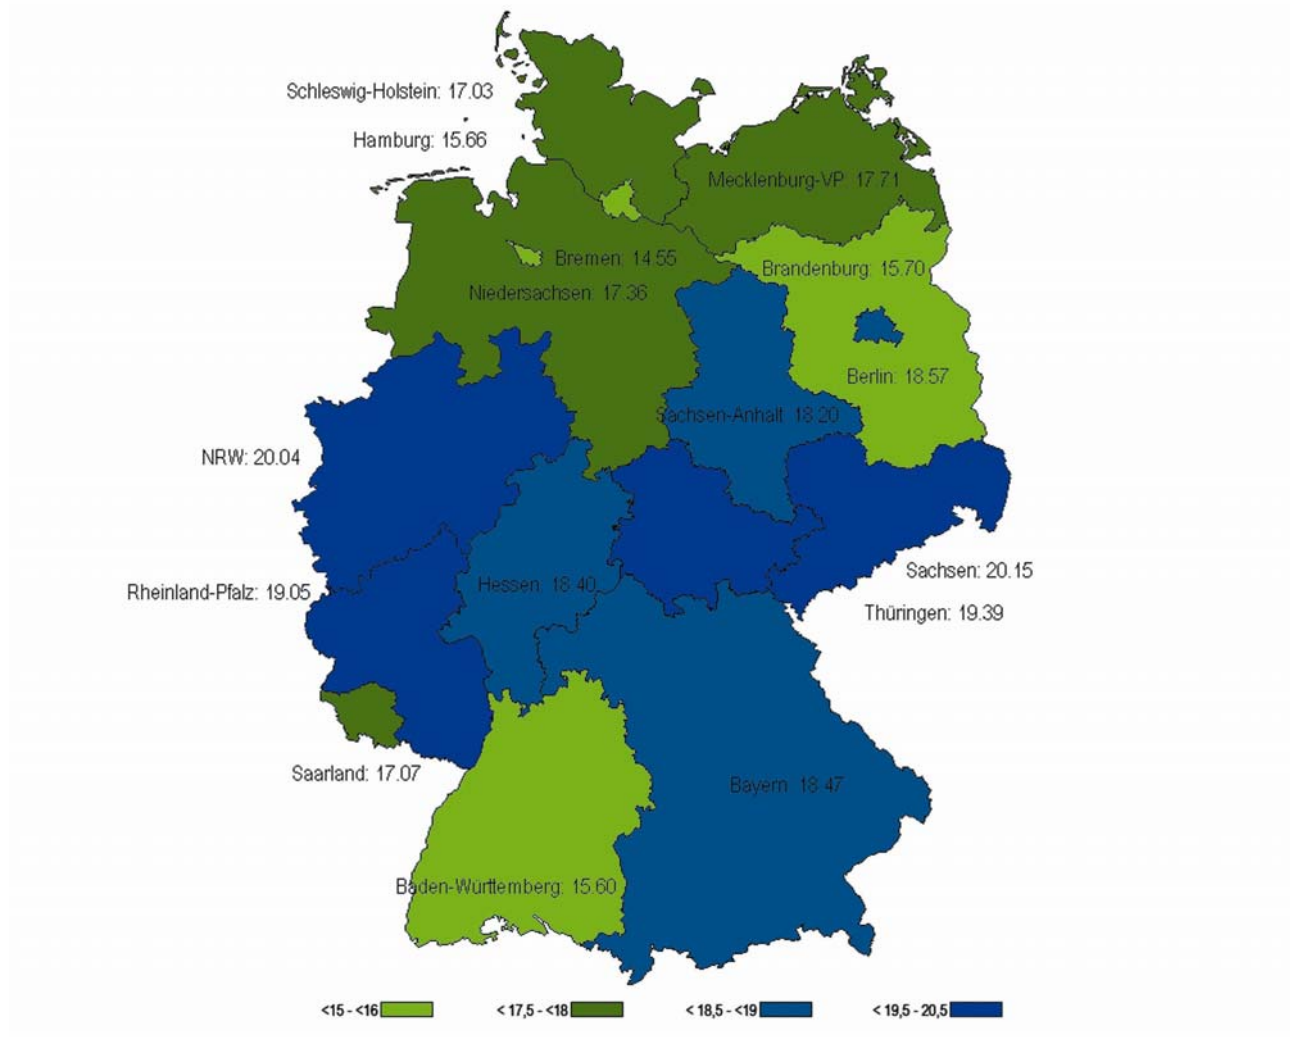 Schleswig-Holstein: 17.03
Hamburg: 15.66
Mecklenburg-VP: 17.71
Bremen: 14.55
Brandenburg: 15.70
Niedersachsen: 17.36
Berlin: 18.57
Sachsen-Anhalt: 18.20
NRW: 20.04
Sachsen: 20.15
Hessen: 18.40
Rheinland-Pfalz: 19.05
Thüringen: 19.39
Saarland: 17.07
Bayern: 18.47
Baden-Württemberg: 15.60
<15 - <16 < 17,5 - <18 < 18,5 - <19 < 19,5 - 20,5